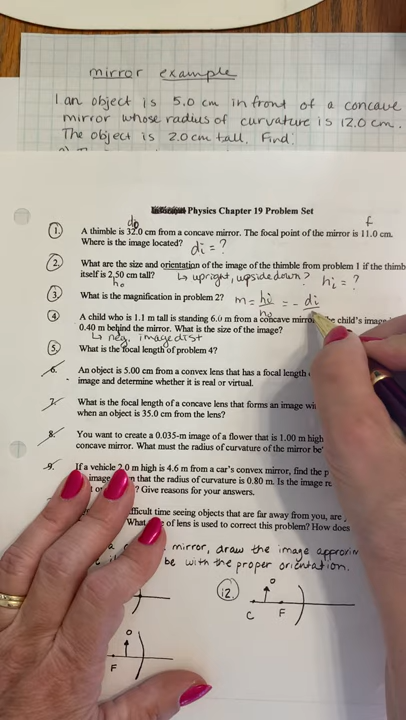 mirror example
1 an object is 5.0 cm in front of a concave
mirror whose radius of curvature is 12.0 cm.
The object is 2.0 cm tall. Find:
Physics Chapter 19 Problem Set
do f
1. A thimble is 32.0 cm from a concave mirror. The focal point of the mirror is 11.0 cm.
Where is the image located? di = ?
2. What are the size and orientation of the image of the thimble from problem 1 if the thimb
itself is 2.50 cm tall? ↳ upright, upside down? hi = ?
ho
3. What is the magnification in problem 2? m = hi/ho = -di/
4. A child who is 1.1 m tall is standing 6.0 m from a concave mirror. The child's image i
0.40 m behind the mirror. What is the size of the image?
↳ neg. image dist
5. What is the focal length of problem 4?
6. An object is 5.00 cm from a convex lens that has a focal length
image and determine whether it is real or virtual.
7. What is the focal length of a concave lens that forms an image wi
when an object is 35.0 cm from the lens?
8. You want to create a 0.035-m image of a flower that is 1.00 m high
concave mirror. What must the radius of curvature of the mirror be
9. If a vehicle 2.0 m high is 4.6 m from a car's convex mirror, find the p
image that the radius of curvature is 0.80 m. Is the image re
? Give reasons for your answers.
difficult time seeing objects that are far away from you, are
What of lens is used to correct this problem? How does
mirror, draw the image approxim
be with the proper orientation.
12. O
C F
O
F